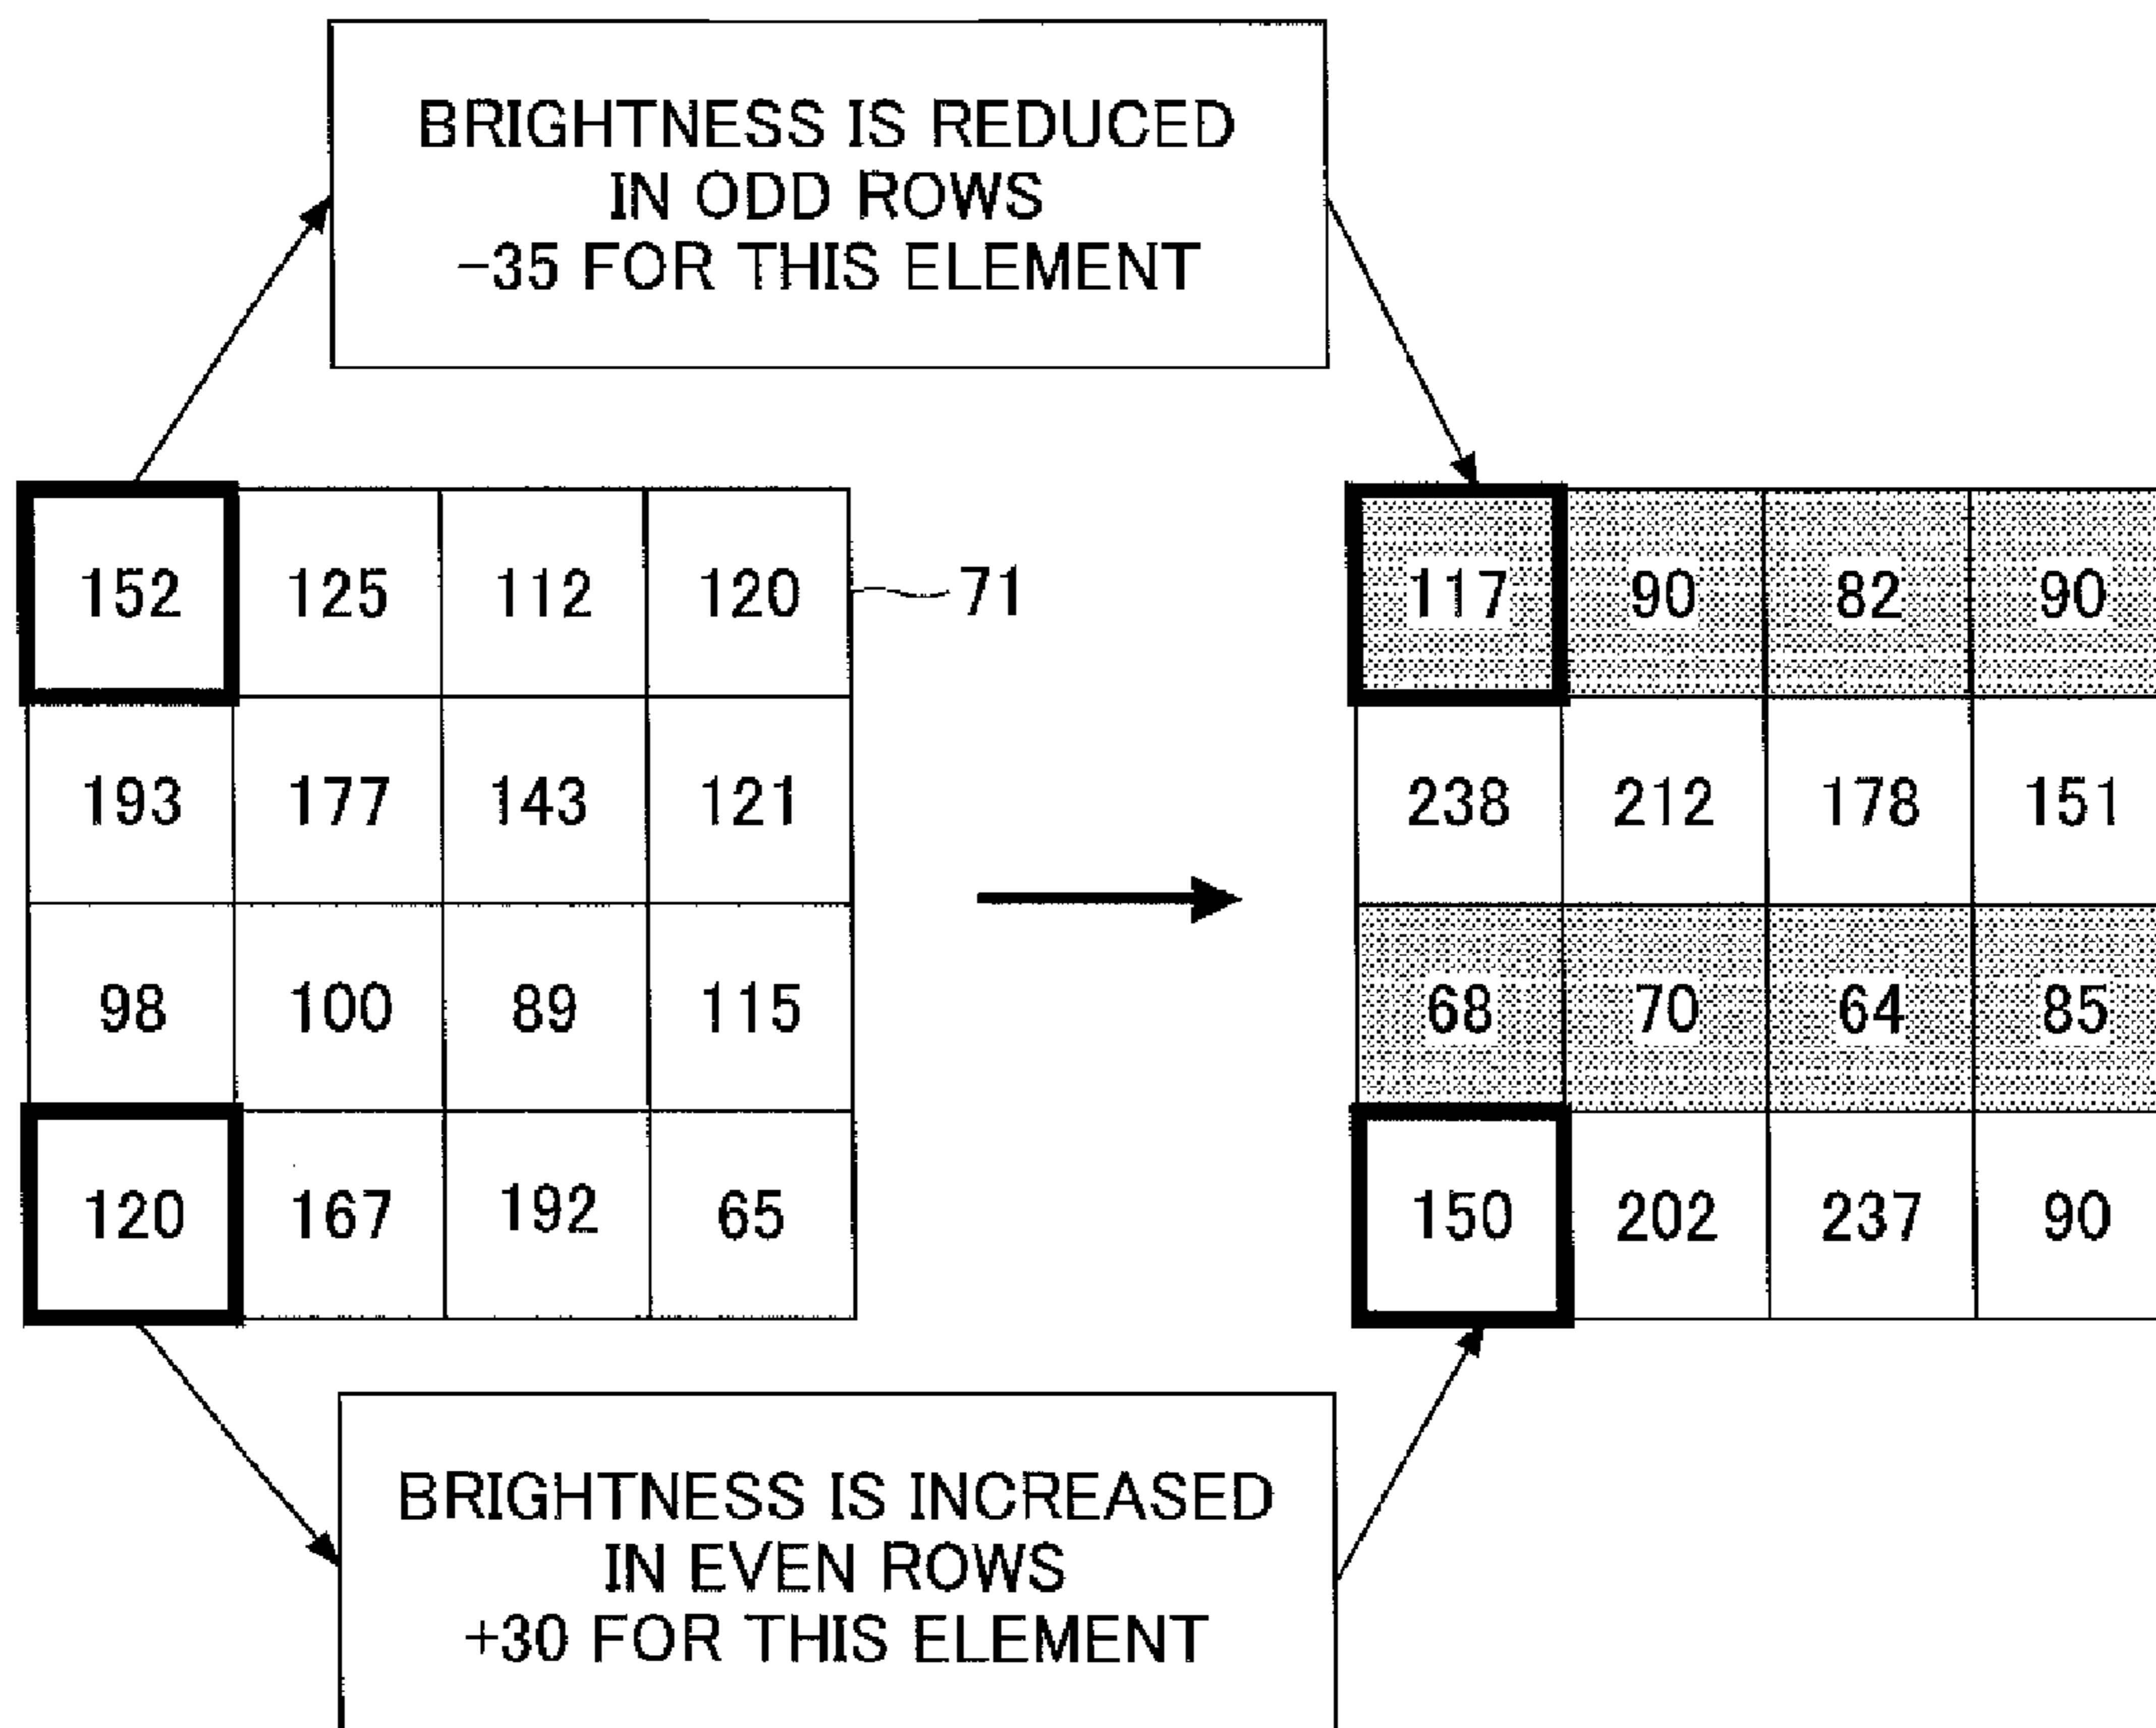 BRIGHTNESS IS REDUCED
IN ODD ROWS
−35 FOR THIS ELEMENT
152 125 112 120 71
193 177 143 121
98 100 89 115
120 167 192 65
117 90 82 90
238 212 178 151
68 70 64 85
150 202 237 90
BRIGHTNESS IS INCREASED
IN EVEN ROWS
+30 FOR THIS ELEMENT